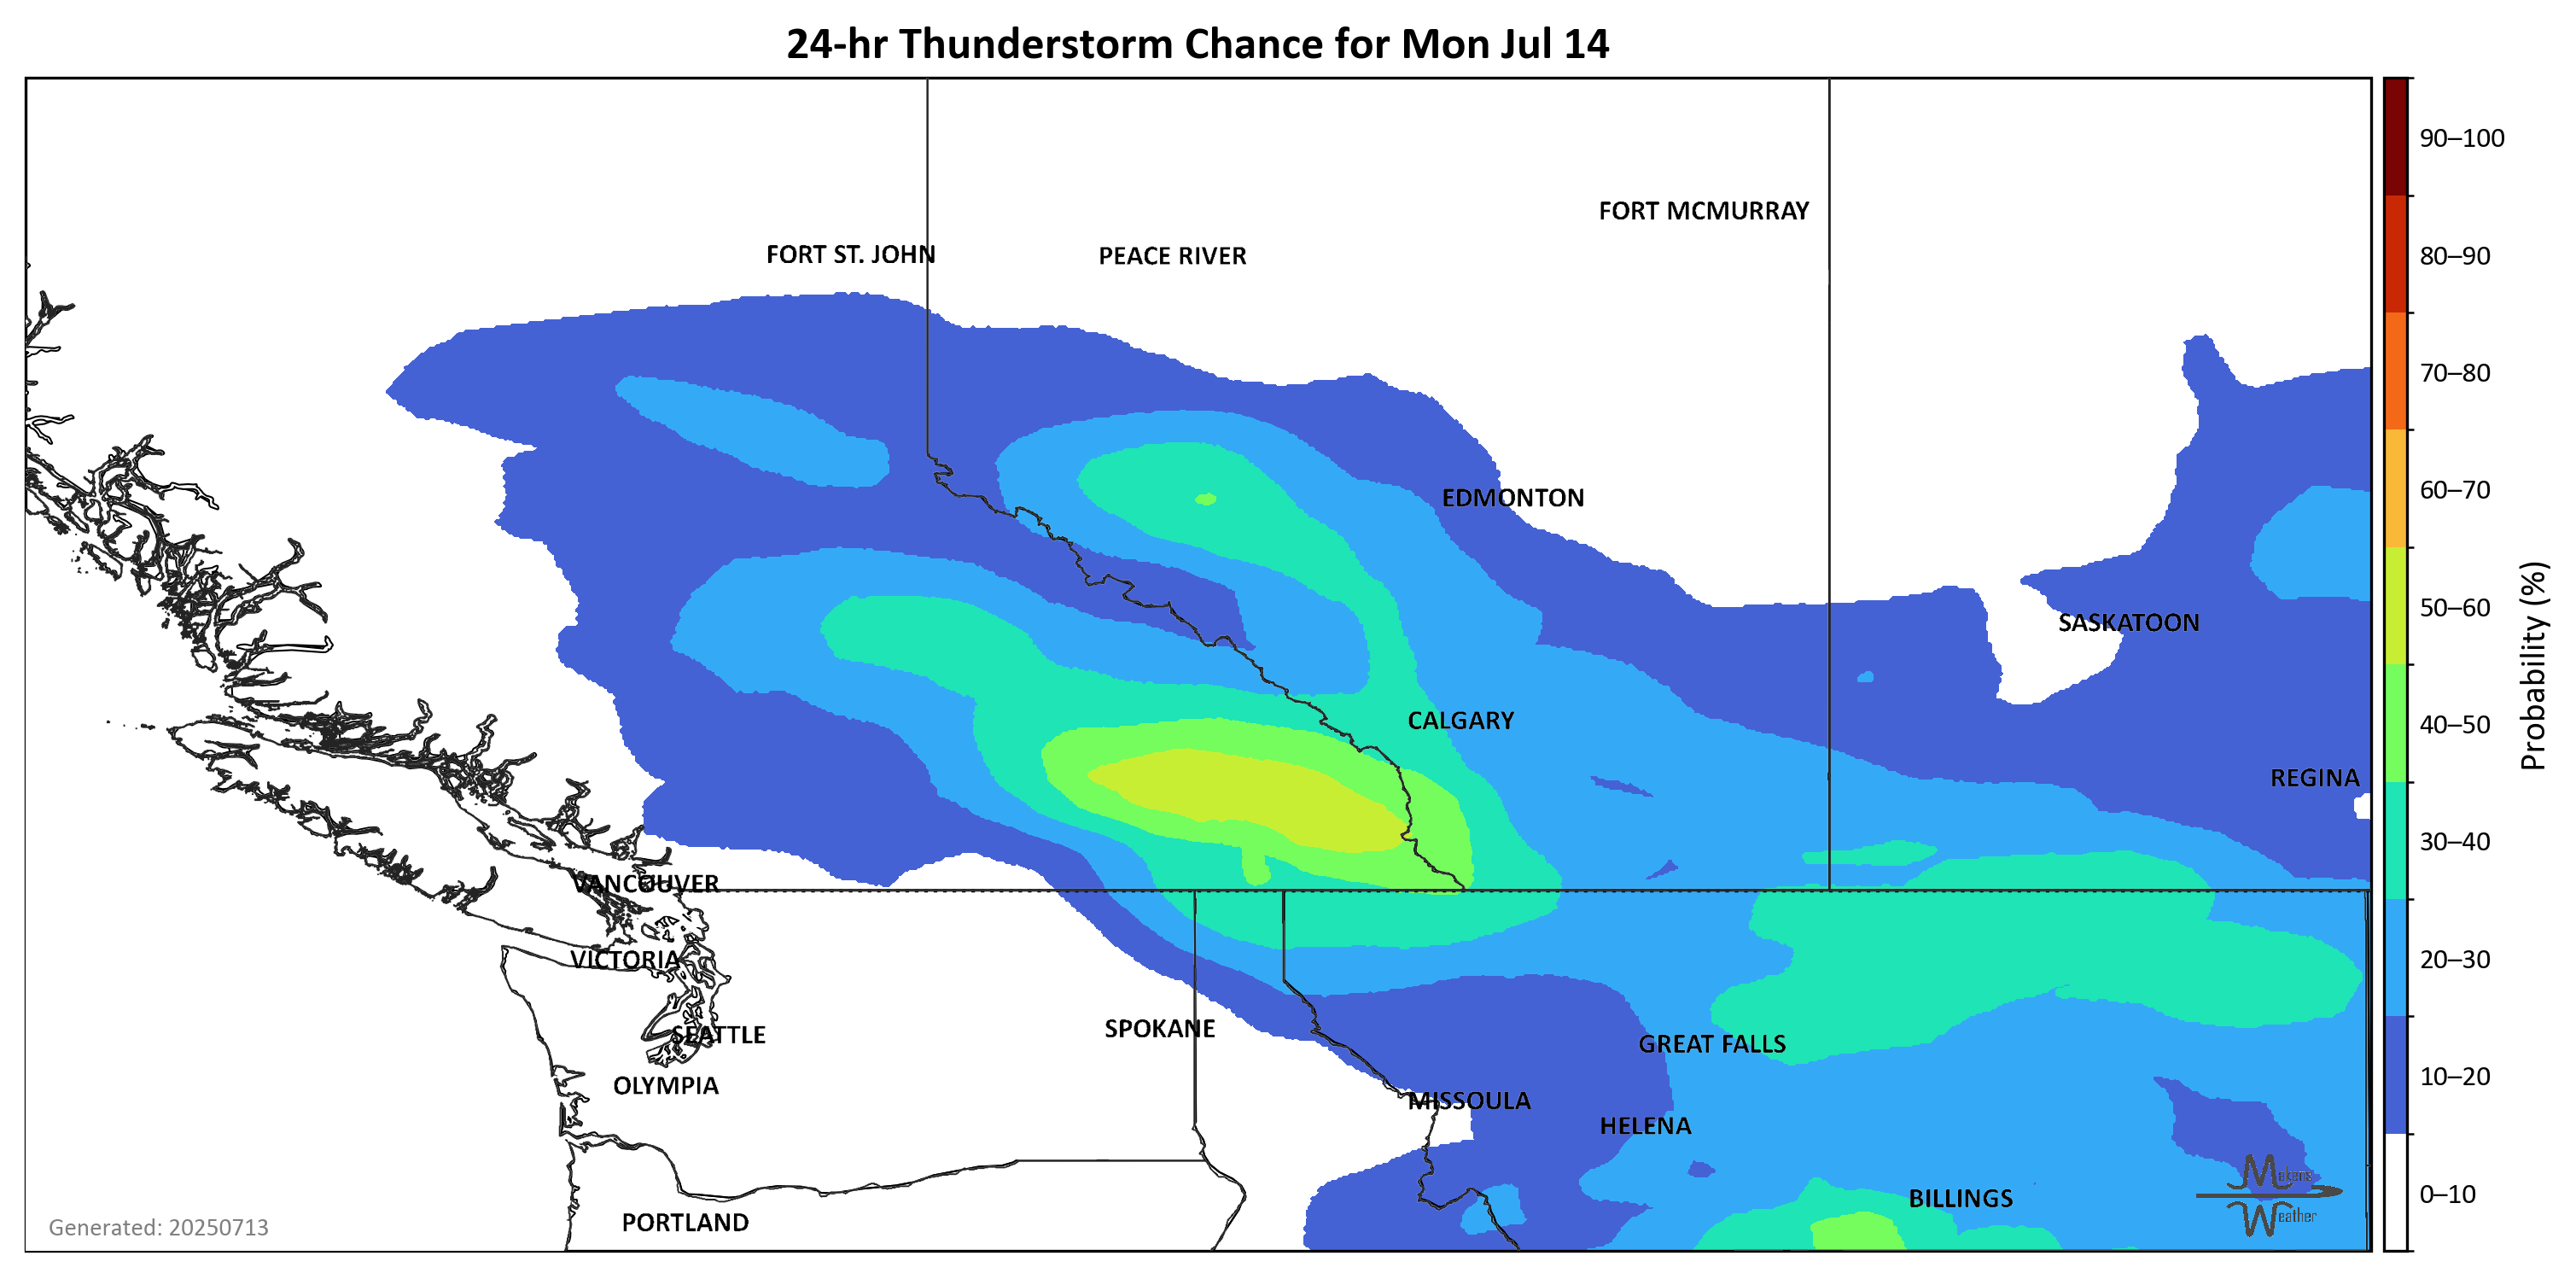 24-hr Thunderstorm Chance for Mon Jul 14
FORT MCMURRAY
FORT ST. JOHN
PEACE RIVER
EDMONTON
SASKATOON
CALGARY
REGINA
VANCOUVER
VICTORIA
SEATTLE
SPOKANE
GREAT FALLS
OLYMPIA
MISSOULA
HELENA
BILLINGS
PORTLAND
Generated: 20250713
Mekens
Weather
90–100
80–90
70–80
60–70
50–60
40–50
30–40
20–30
10–20
0–10
Probability (%)